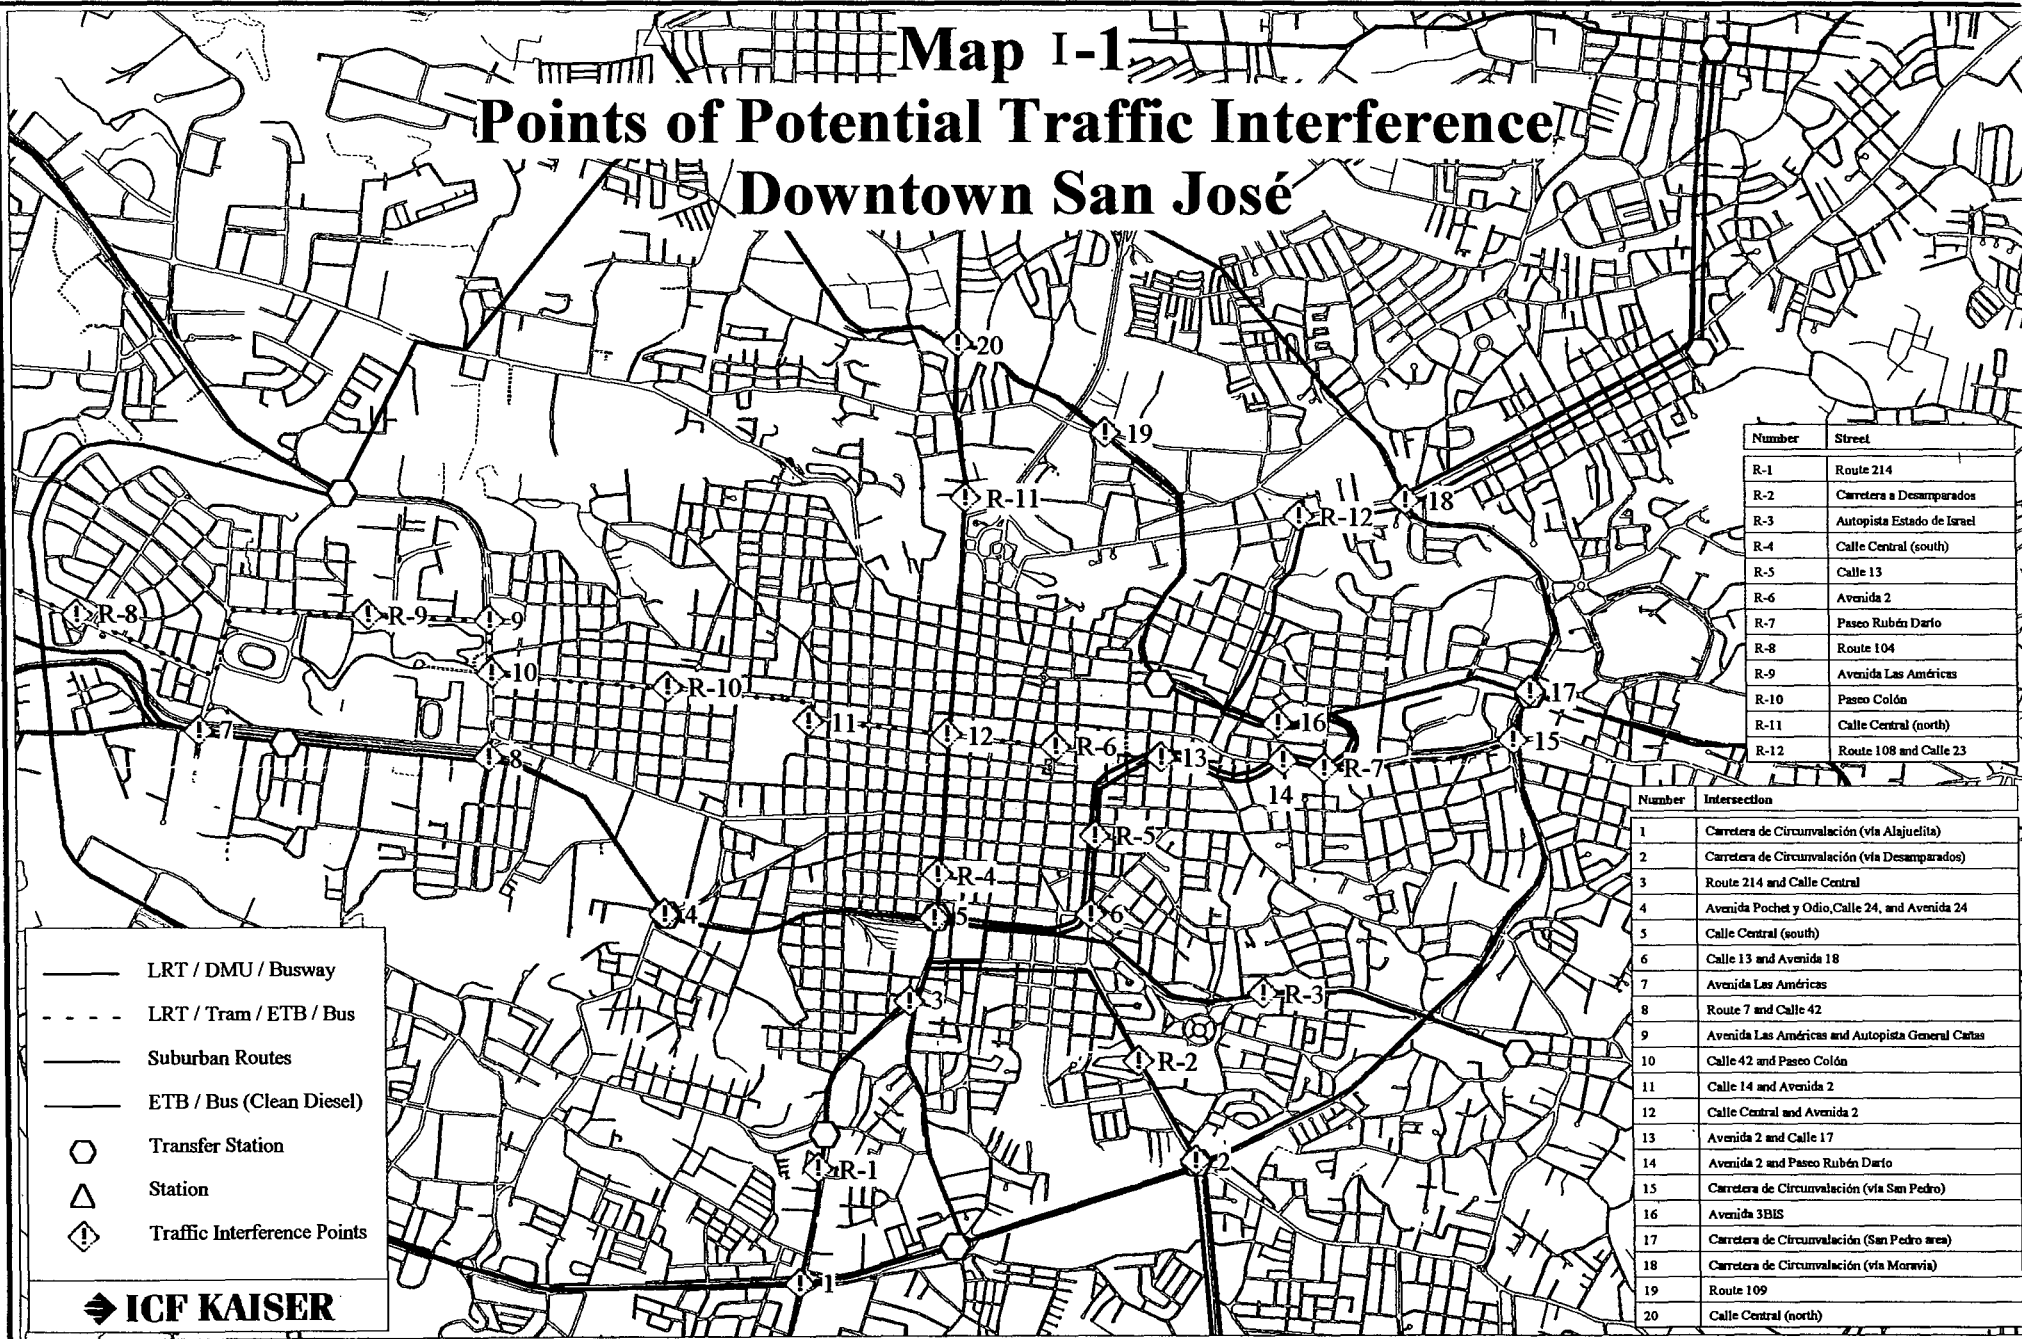 Map I-1
Points of Potential Traffic Interference
Downtown San José
20
19
R-11
R-12
18
R-8
R-9
9
10
R-10
17
7
11
12
R-6
16
8
13
14
R-7
15
R-5
R-4
4
5
6
3
R-3
R-2
R-1
2
1
Number Street
R-1 Route 214
R-2 Carretera a Desamparados
R-3 Autopista Estado de Israel
R-4 Calle Central (south)
R-5 Calle 13
R-6 Avenida 2
R-7 Paseo Rubén Darío
R-8 Route 104
R-9 Avenida Las Américas
R-10 Paseo Colón
R-11 Calle Central (north)
R-12 Route 108 and Calle 23
Number Intersection
1 Carretera de Circunvalación (vía Alajuelita)
2 Carretera de Circunvalación (vía Desamparados)
3 Route 214 and Calle Central
4 Avenida Pochet y Odio,Calle 24, and Avenida 24
5 Calle Central (south)
6 Calle 13 and Avenida 18
7 Avenida Las Américas
8 Route 7 and Calle 42
9 Avenida Las Américas and Autopista General Cañas
10 Calle 42 and Paseo Colón
11 Calle 14 and Avenida 2
12 Calle Central and Avenida 2
13 Avenida 2 and Calle 17
14 Avenida 2 and Paseo Rubén Darío
15 Carretera de Circunvalación (vía San Pedro)
16 Avenida 3BIS
17 Carretera de Circunvalación (San Pedro area)
18 Carretera de Circunvalación (vía Moravia)
19 Route 109
20 Calle Central (north)
LRT / DMU / Busway
LRT / Tram / ETB / Bus
Suburban Routes
ETB / Bus (Clean Diesel)
Transfer Station
Station
Traffic Interference Points
ICF KAISER